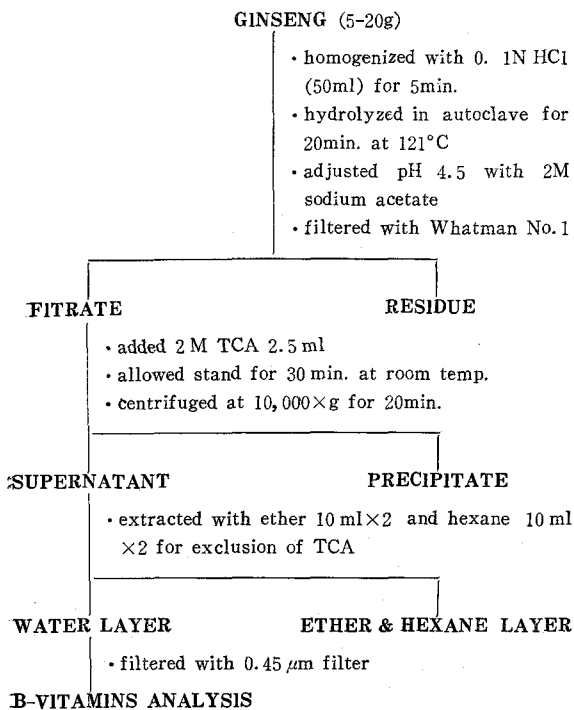 GINSENG (5-20g)
• homogenized with 0. 1N HCl
(50ml) for 5min.
• hydrolyzed in autoclave for
20min. at 121°C
• adjusted pH 4.5 with 2M
sodium acetate
• filtered with Whatman No. 1
FITRATE RESIDUE
• added 2 M TCA 2.5 ml
• allowed stand for 30 min. at room temp.
• centrifuged at 10,000×g for 20min.
SUPERNATANT PRECIPITATE
• extracted with ether 10 ml×2 and hexane 10 ml
×2 for exclusion of TCA
WATER LAYER ETHER & HEXANE LAYER
• filtered with 0.45 μm filter
B-VITAMINS ANALYSIS